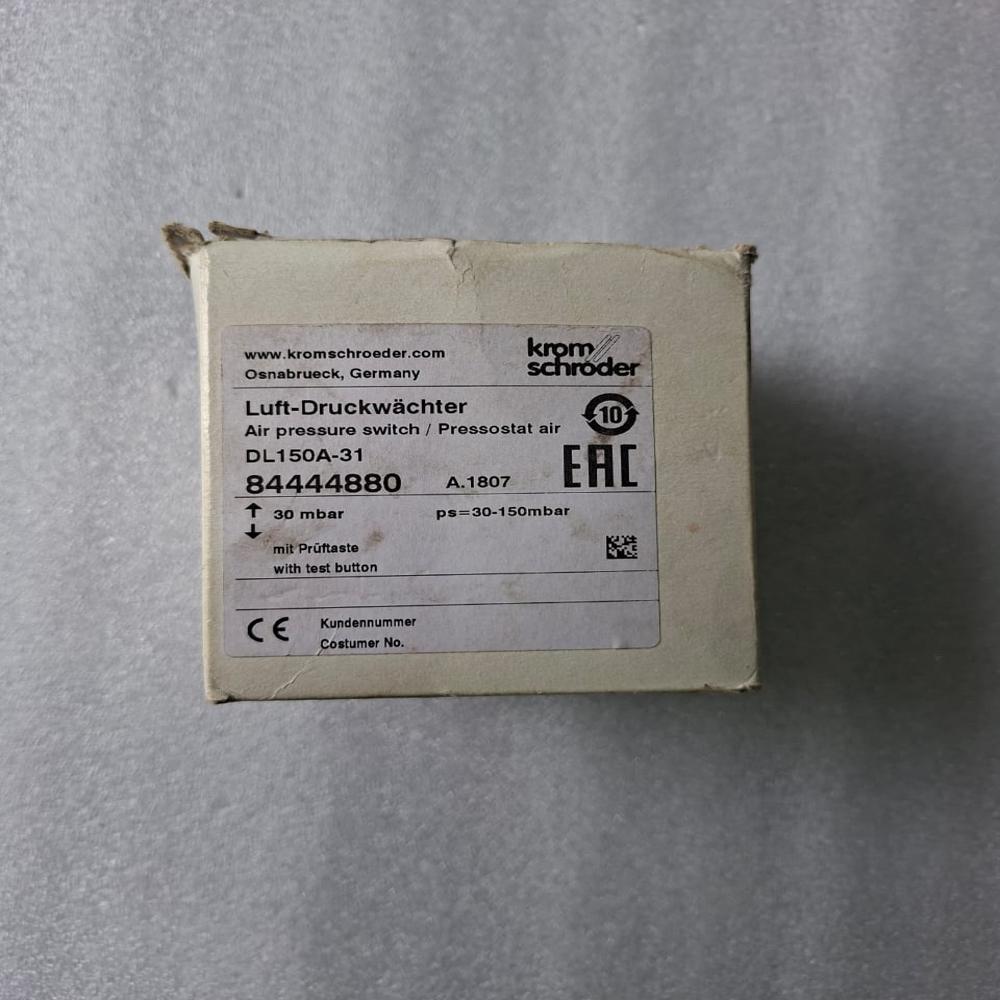 www.kromschroeder.com
Osnabrueck, Germany
krom
schroder
Luft-Druckwächter
Air pressure switch / Pressostat air
10
DL150A-31
EAC
84444880 A.1807
30 mbar ps=30-150mbar
mit Prüftaste
with test button
CE
Kundennummer
Costumer No.